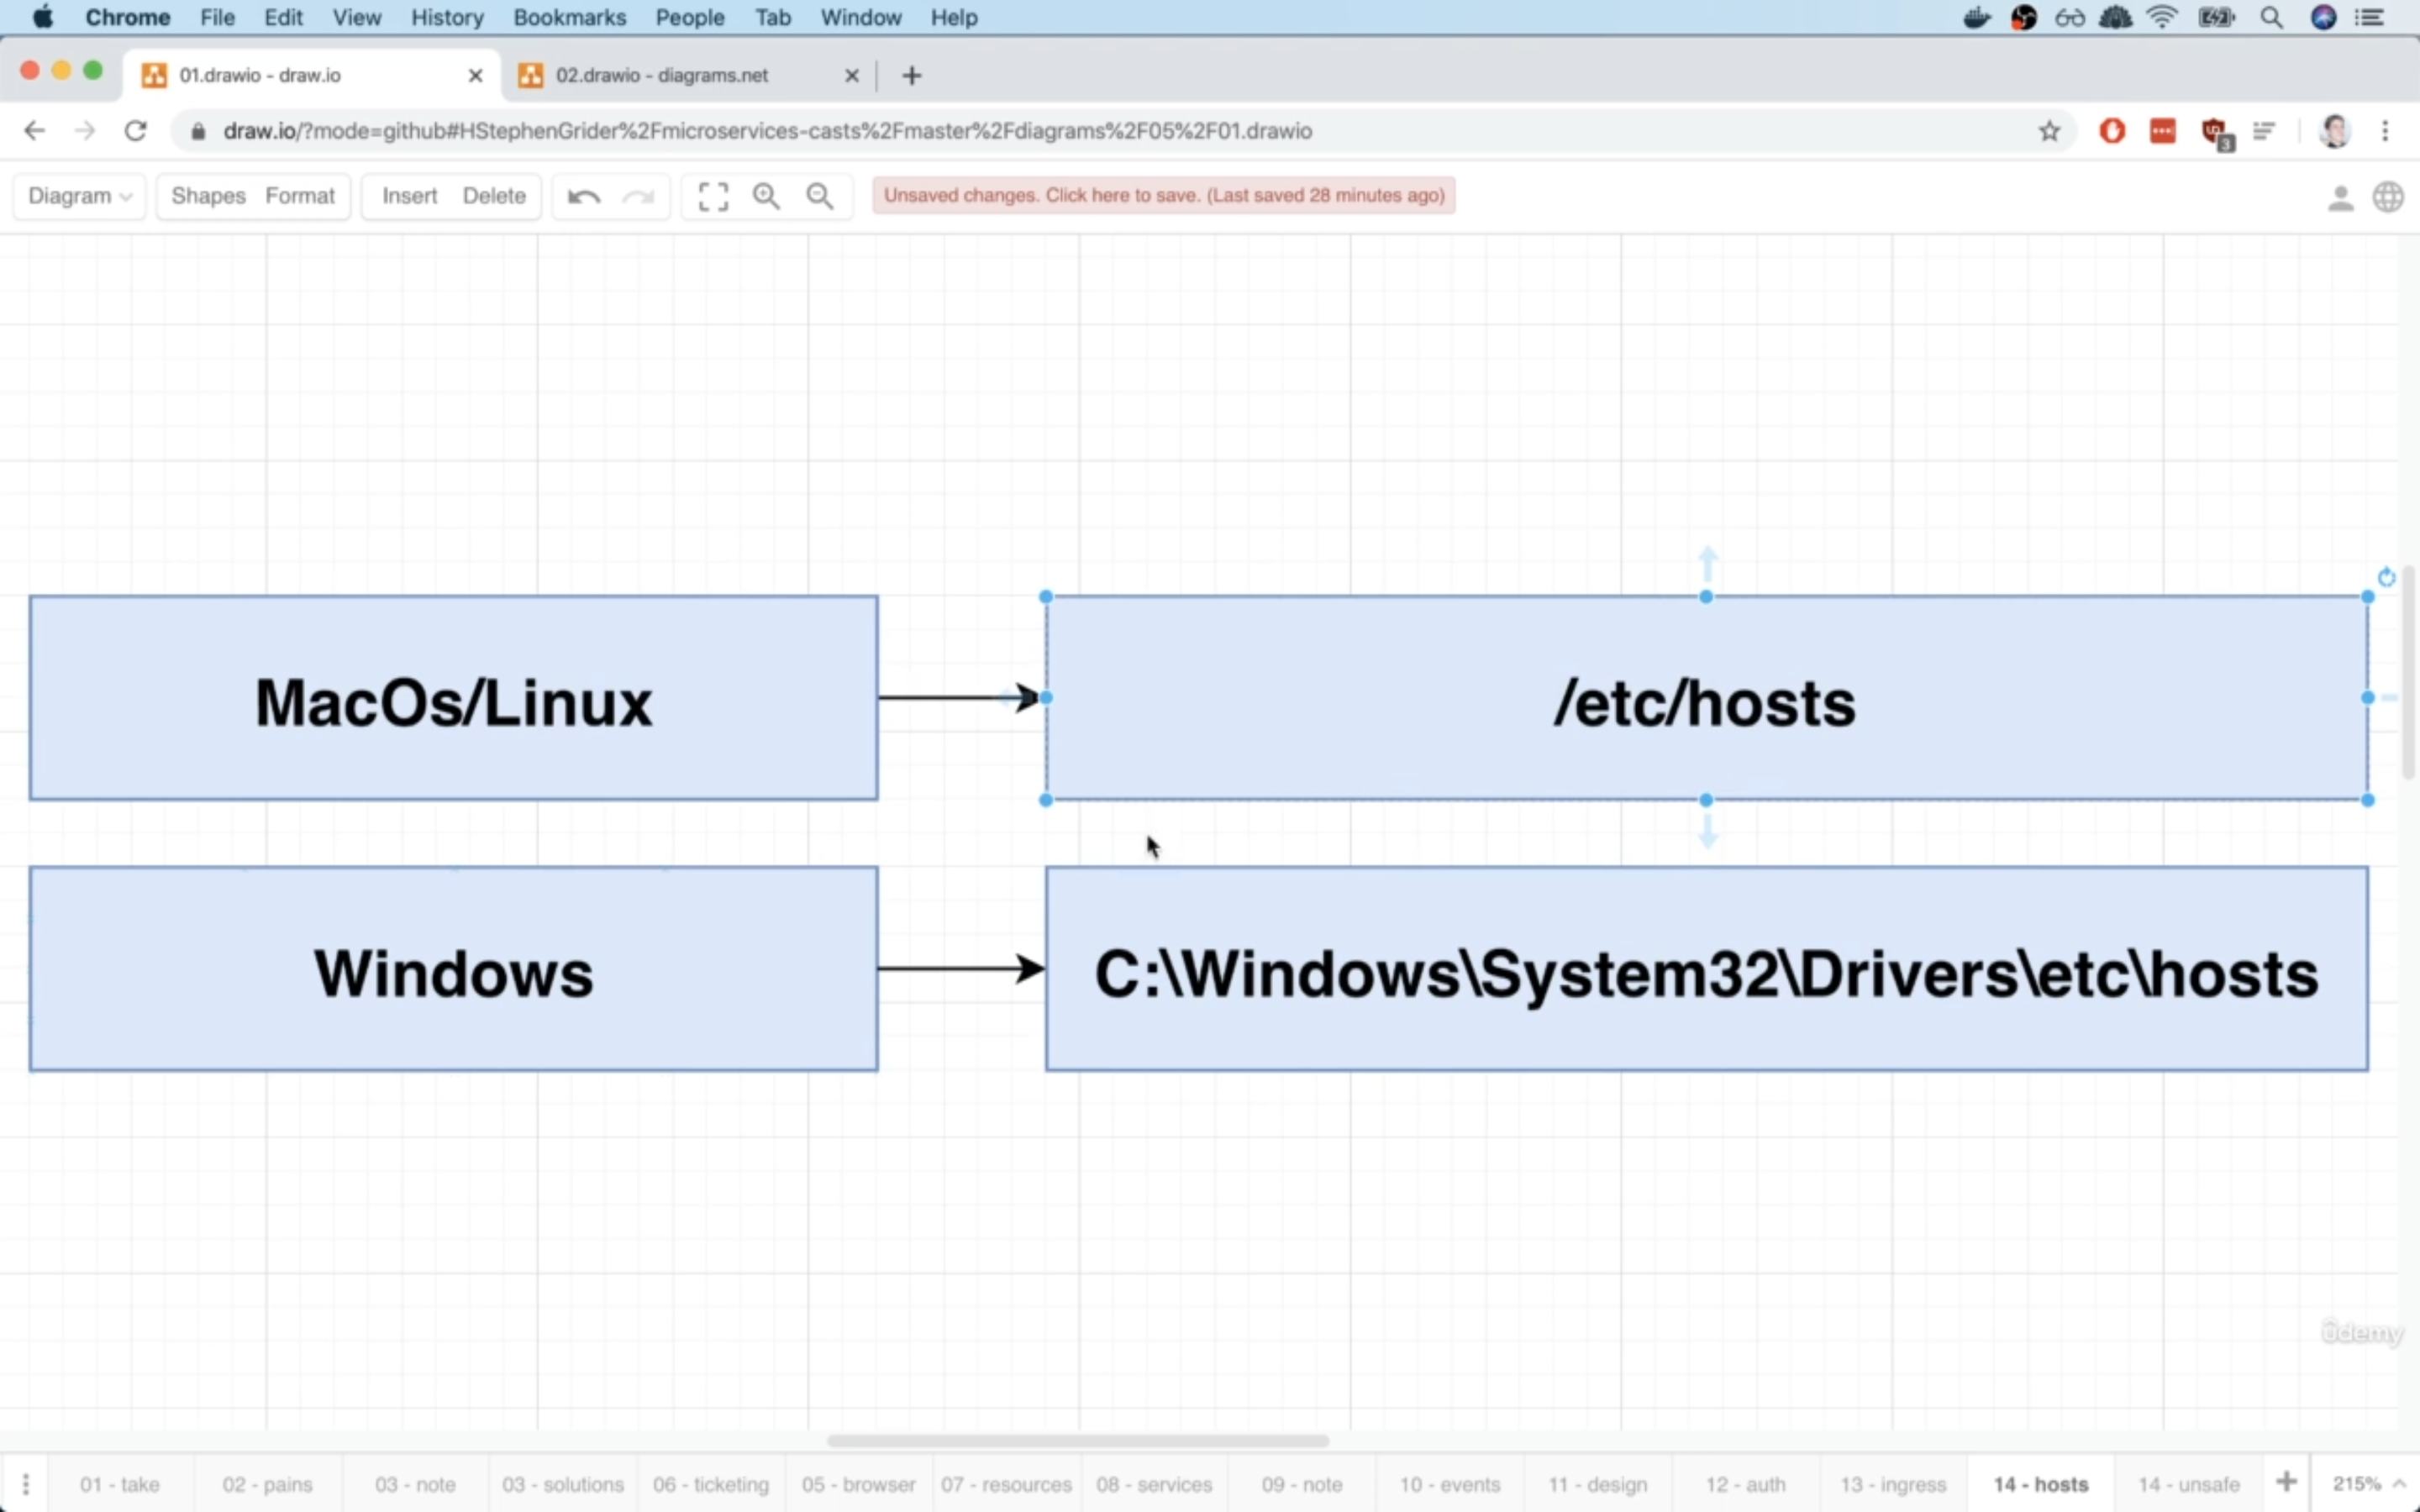 Chrome File Edit View History Bookmarks People Tab Window Help
01.drawio - draw.io
02.drawio - diagrams.net
draw.io/?mode=github#HStephenGrider%2Fmicroservices-casts%2Fmaster%2Fdiagrams%2F05%2F01.drawio
3
Diagram Shapes Format Insert Delete Unsaved changes. Click here to save. (Last saved 28 minutes ago)
MacOs/Linux
/etc/hosts
Windows
C:\Windows\System32\Drivers\etc\hosts
ûdemy
01 - take 02 - pains 03 - note 03 - solutions 06 - ticketing 05 - browser 07 - resources 08 - services 09 - note 10 - events 11 - design 12 - auth 13 - ingress 14 - hosts 14 - unsafe 215%